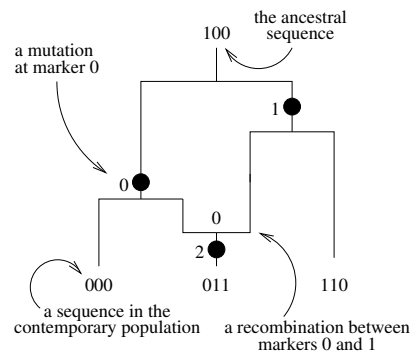 the ancestral
sequence
100
a mutation
at marker 0
1
0
0
2
000
011
110
a sequence in the
contemporary population
a recombination between
markers 0 and 1